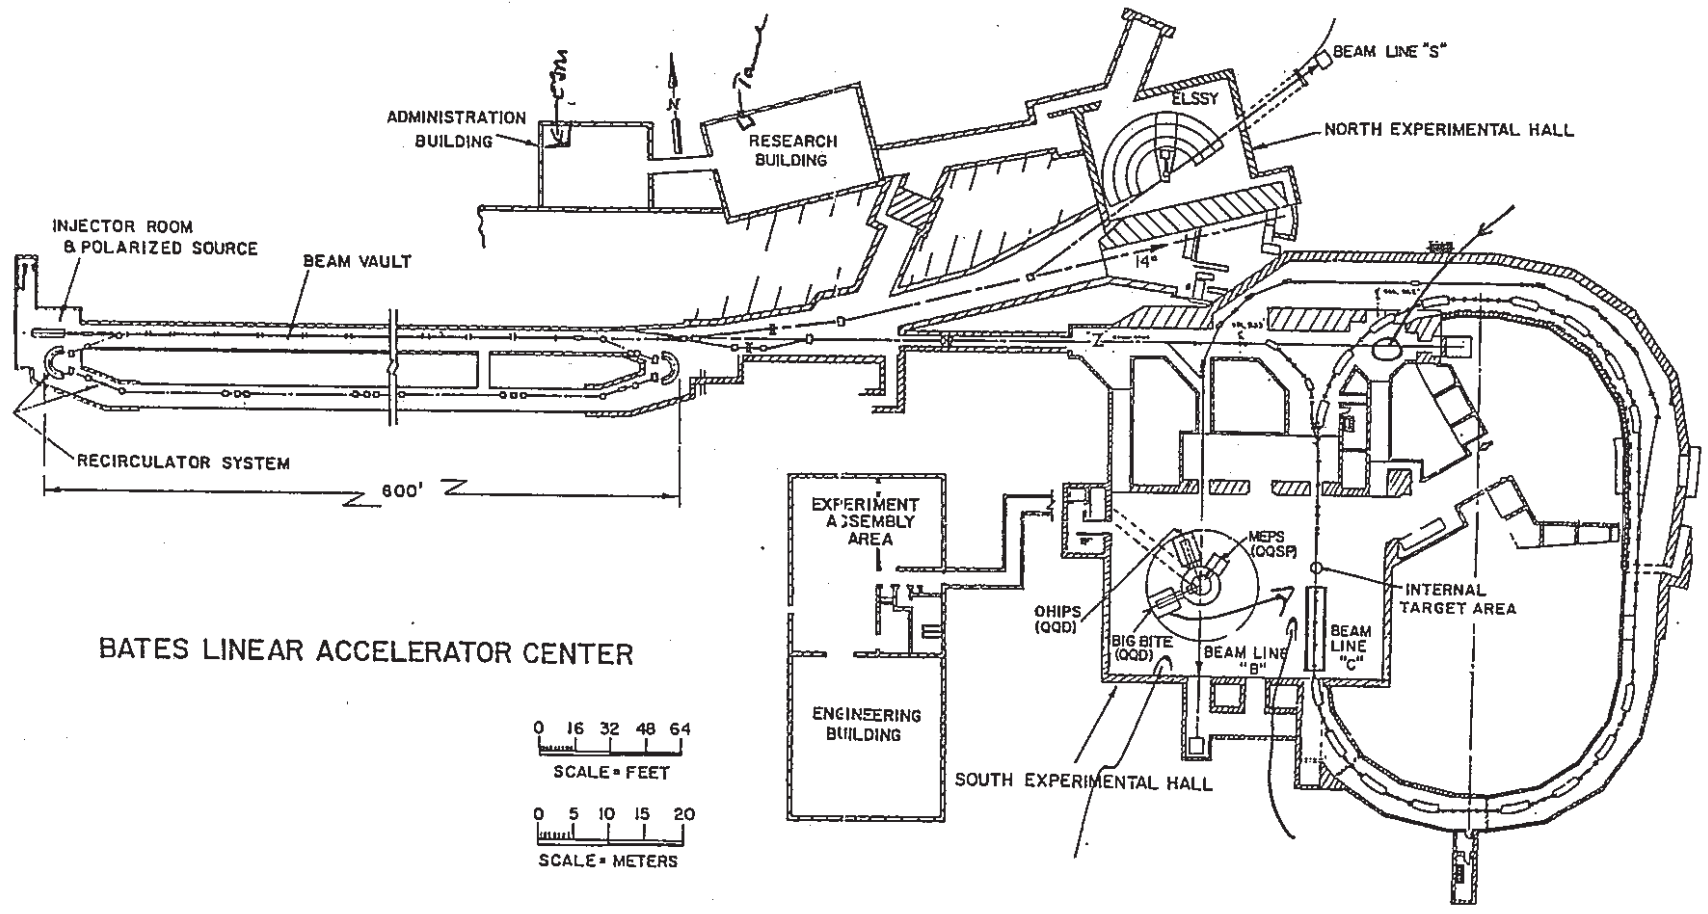 BEAM LINE "S"
ADMINISTRATION
BUILDING
N
RESEARCH
BUILDING
ELSSY
NORTH EXPERIMENTAL HALL
INJECTOR ROOM
& POLARIZED SOURCE
BEAM VAULT
14°
RECIRCULATOR SYSTEM
600'
EXPERIMENT
ASSEMBLY
AREA
MEPS
(QQSP)
OHIPS
(QQD)
BIG BITE
(QQD)
BEAM LINE
"B"
BEAM
LINE
"C"
INTERNAL
TARGET AREA
BATES LINEAR ACCELERATOR CENTER
ENGINEERING
BUILDING
SOUTH EXPERIMENTAL HALL
0 16 32 48 64
SCALE = FEET
0 5 10 15 20
SCALE = METERS